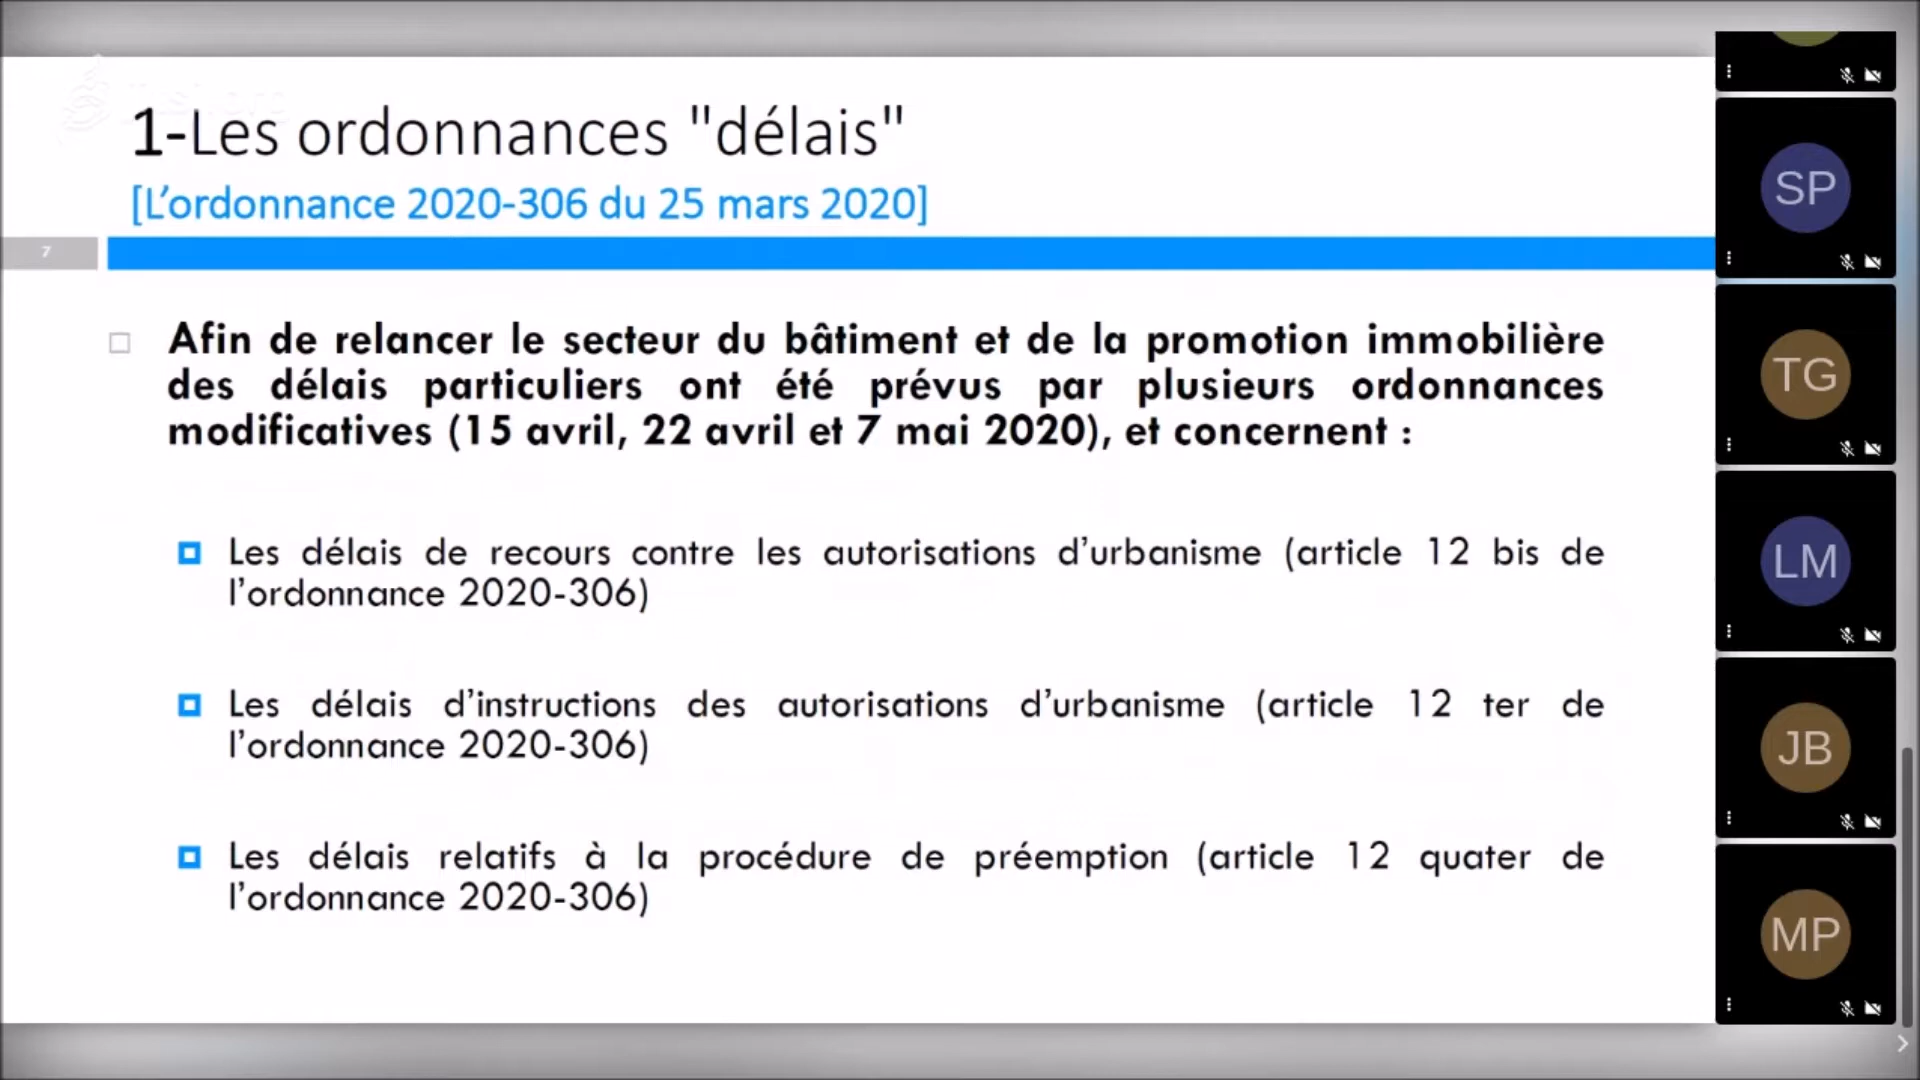 1-Les ordonnances "délais"
[L’ordonnance 2020-306 du 25 mars 2020]
7
Afin de relancer le secteur du bâtiment et de la promotion immobilière
des délais particuliers ont été prévus par plusieurs ordonnances
modificatives (15 avril, 22 avril et 7 mai 2020), et concernent :
Les délais de recours contre les autorisations d’urbanisme (article 12 bis de
l’ordonnance 2020-306)
Les délais d’instructions des autorisations d’urbanisme (article 12 ter de
l’ordonnance 2020-306)
Les délais relatifs à la procédure de préemption (article 12 quater de
l’ordonnance 2020-306)
SP
TG
LM
JB
MP